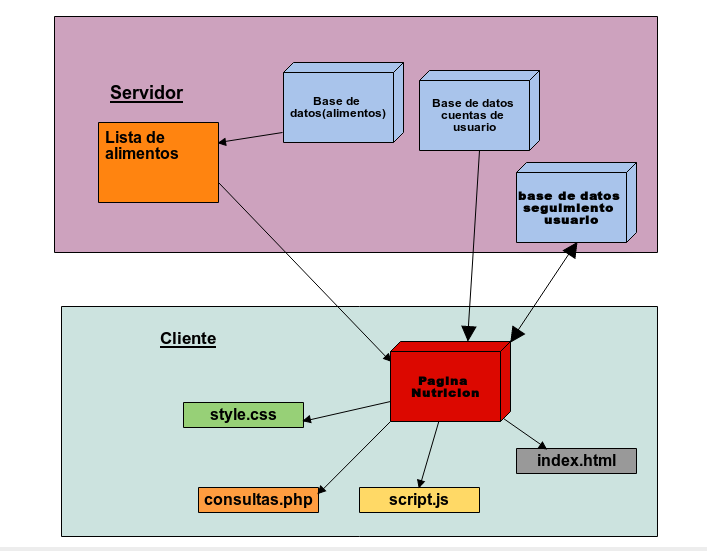 Servidor
Base de
datos(alimentos)
Base de datos
cuentas de
usuario
Lista de
alimentos
base de datos
seguimiento
usuario
Cliente
Pagina
Nutricion
style.css
index.html
consultas.php
script.js